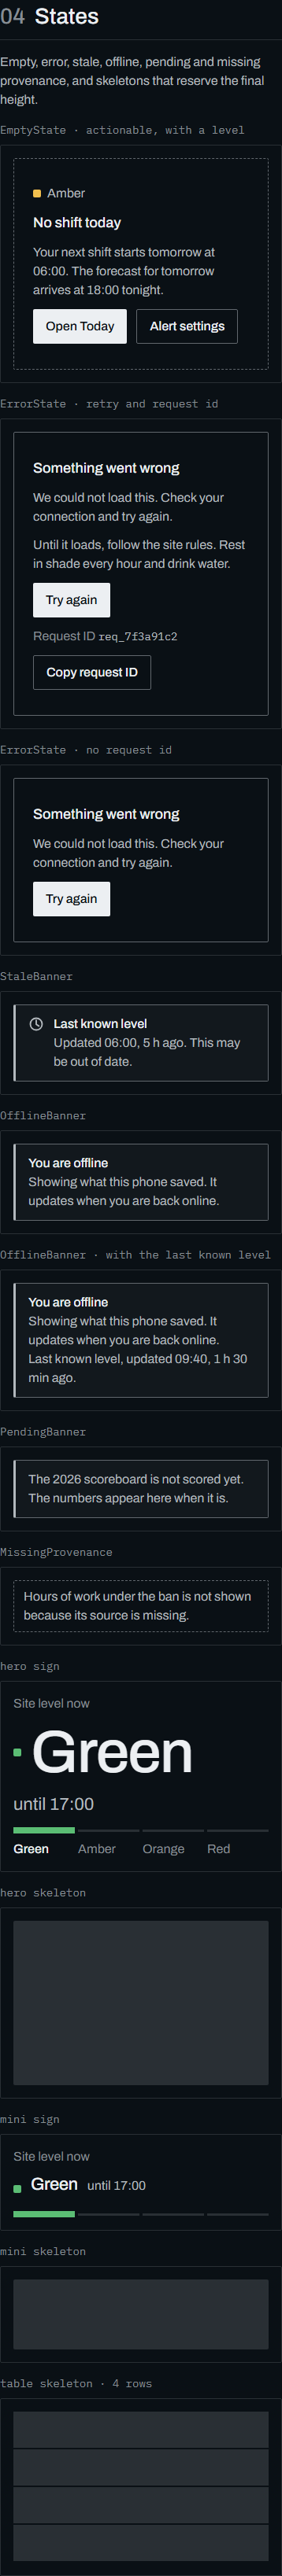 04 States
Empty, error, stale, offline, pending and missing
provenance, and skeletons that reserve the final
height.
EmptyState · actionable, with a level
Amber
No shift today
Your next shift starts tomorrow at
06:00. The forecast for tomorrow
arrives at 18:00 tonight.
Open Today Alert settings
ErrorState · retry and request id
Something went wrong
We could not load this. Check your
connection and try again.
Until it loads, follow the site rules. Rest
in shade every hour and drink water.
Try again
Request ID req_7f3a91c2
Copy request ID
ErrorState · no request id
Something went wrong
We could not load this. Check your
connection and try again.
Try again
StaleBanner
Last known level
Updated 06:00, 5 h ago. This may
be out of date.
OfflineBanner
You are offline
Showing what this phone saved. It
updates when you are back online.
OfflineBanner · with the last known level
You are offline
Showing what this phone saved. It
updates when you are back online.
Last known level, updated 09:40, 1 h 30
min ago.
PendingBanner
The 2026 scoreboard is not scored yet.
The numbers appear here when it is.
MissingProvenance
Hours of work under the ban is not shown
because its source is missing.
hero sign
Site level now
Green
until 17:00
Green Amber Orange Red
hero skeleton
mini sign
Site level now
Green until 17:00
mini skeleton
table skeleton · 4 rows